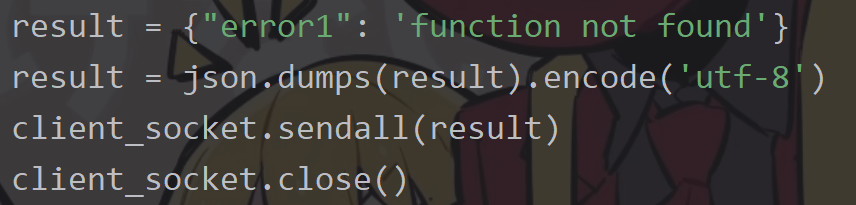 result = {"error1": 'function not found'}
result = json.dumps(result).encode('utf-8')
client_socket.sendall(result)
client_socket.close()